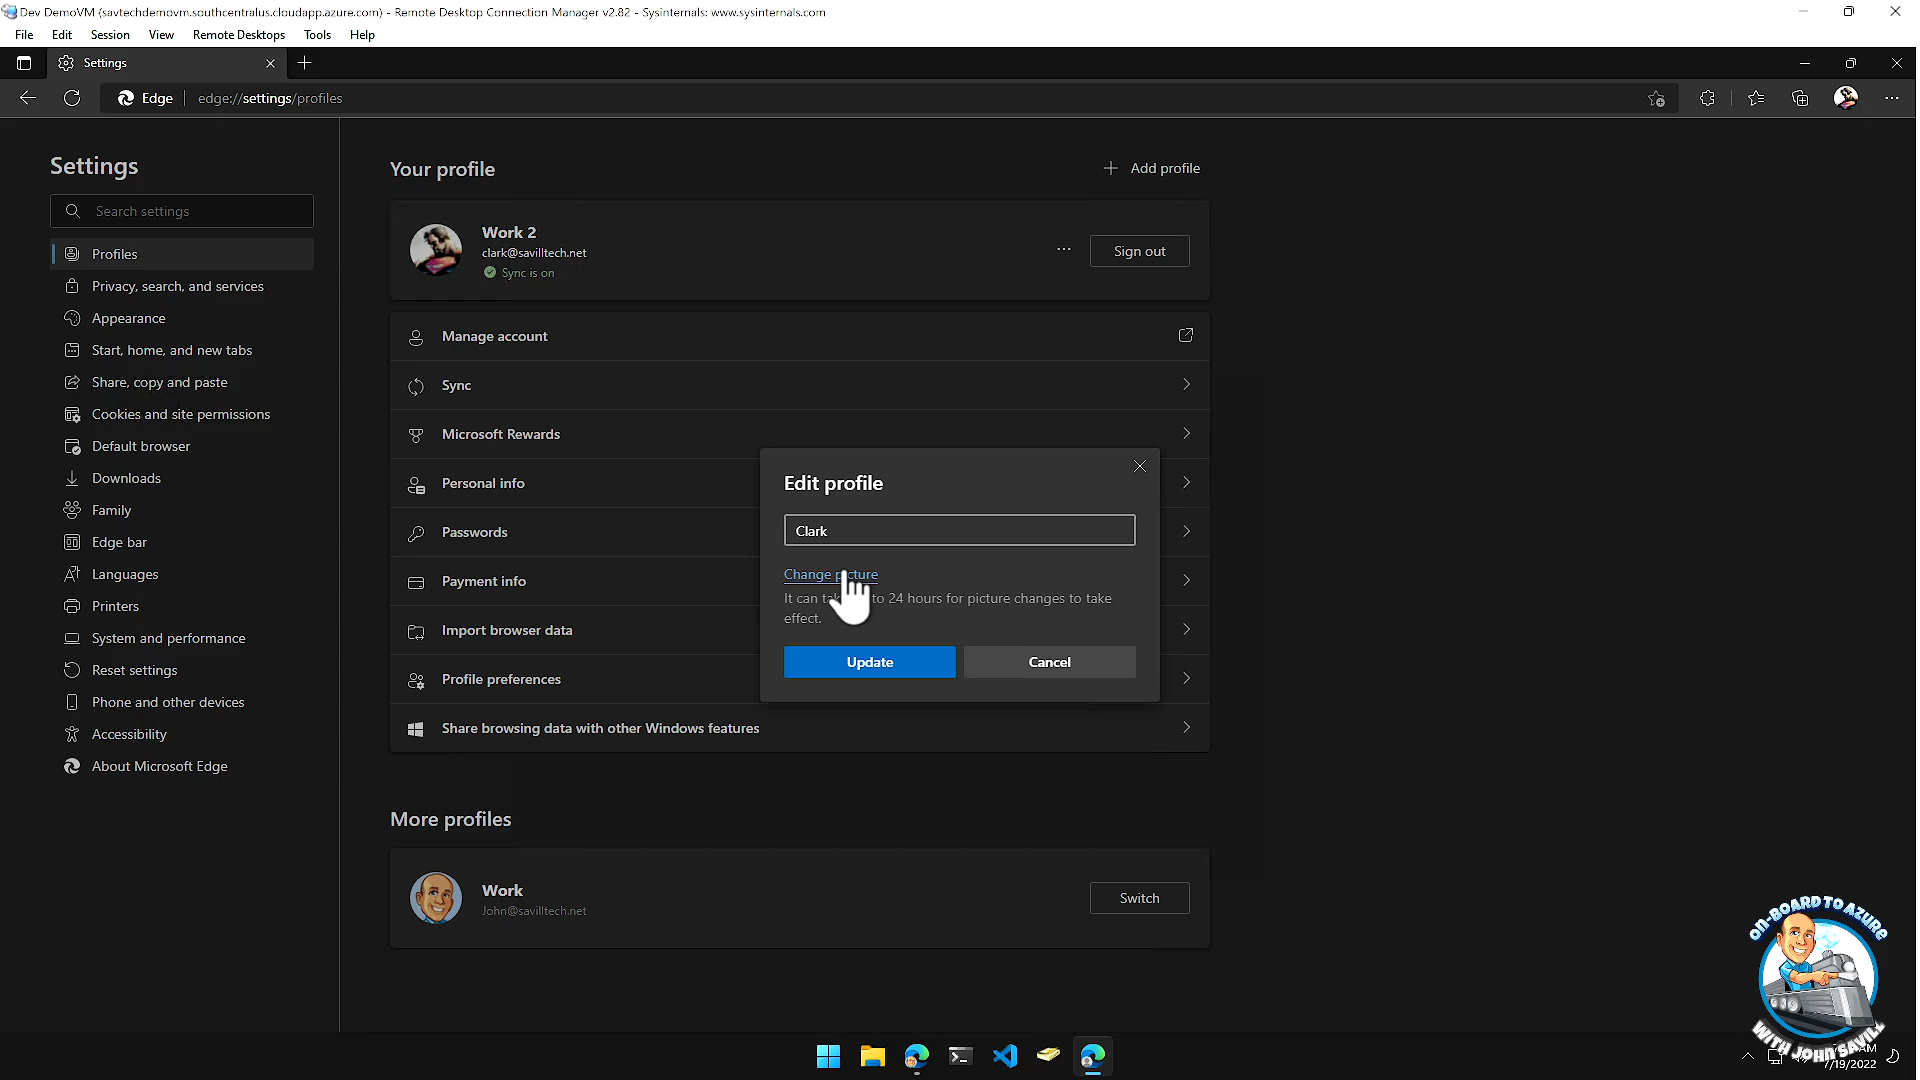 Dev DemoVM (savtechdemovm.southcentralus.cloudapp.azure.com) - Remote Desktop Connection Manager v2.82 - Sysinternals: www.sysinternals.com
File Edit Session View Remote Desktops Tools Help
Settings
Edge edge://settings/profiles
Settings
Search settings
Profiles
Privacy, search, and services
Appearance
Start, home, and new tabs
Share, copy and paste
Cookies and site permissions
Default browser
Downloads
Family
Edge bar
Languages
Printers
System and performance
Reset settings
Phone and other devices
Accessibility
About Microsoft Edge
Your profile
Add profile
Work 2
clark@savilltech.net
Sync is on
Sign out
Manage account
Sync
Microsoft Rewards
Personal info
Passwords
Payment info
Import browser data
Profile preferences
Share browsing data with other Windows features
Edit profile
Clark
Change picture
It can to 24 hours for picture changes to take
effect.
Update Cancel
More profiles
Work
John@savilltech.net
Switch
ON-BOARD TO AZURE
WITH JOHN SAVILL
AM
7/19/2022